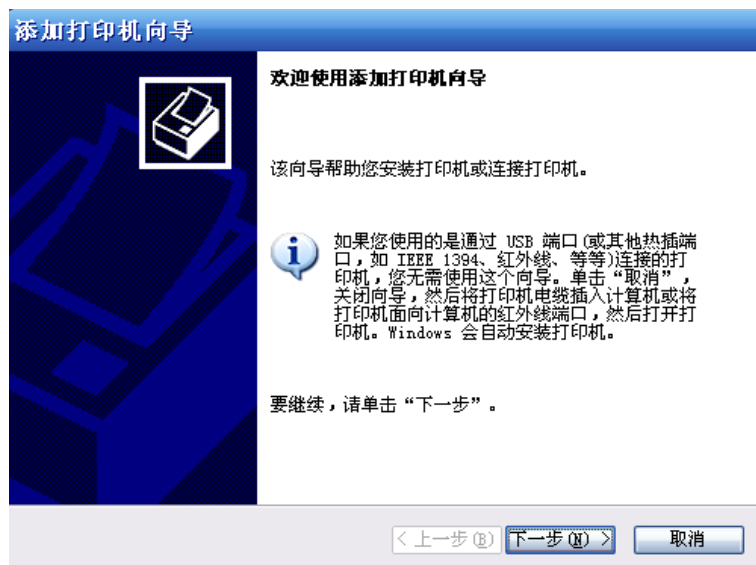 添加打印机向导
欢迎使用添加打印机向导
该向导帮助您安装打印机或连接打印机。
如果您使用的是通过 USB 端口(或其他热插端
口，如 IEEE 1394、红外线、等等)连接的打
印机，您无需使用这个向导。单击“取消”，
关闭向导，然后将打印机电缆插入计算机或将
打印机面向计算机的红外线端口，然后打开打
印机。Windows 会自动安装打印机。
要继续，请单击“下一步”。
< 上一步(B) 下一步(N) > 取消